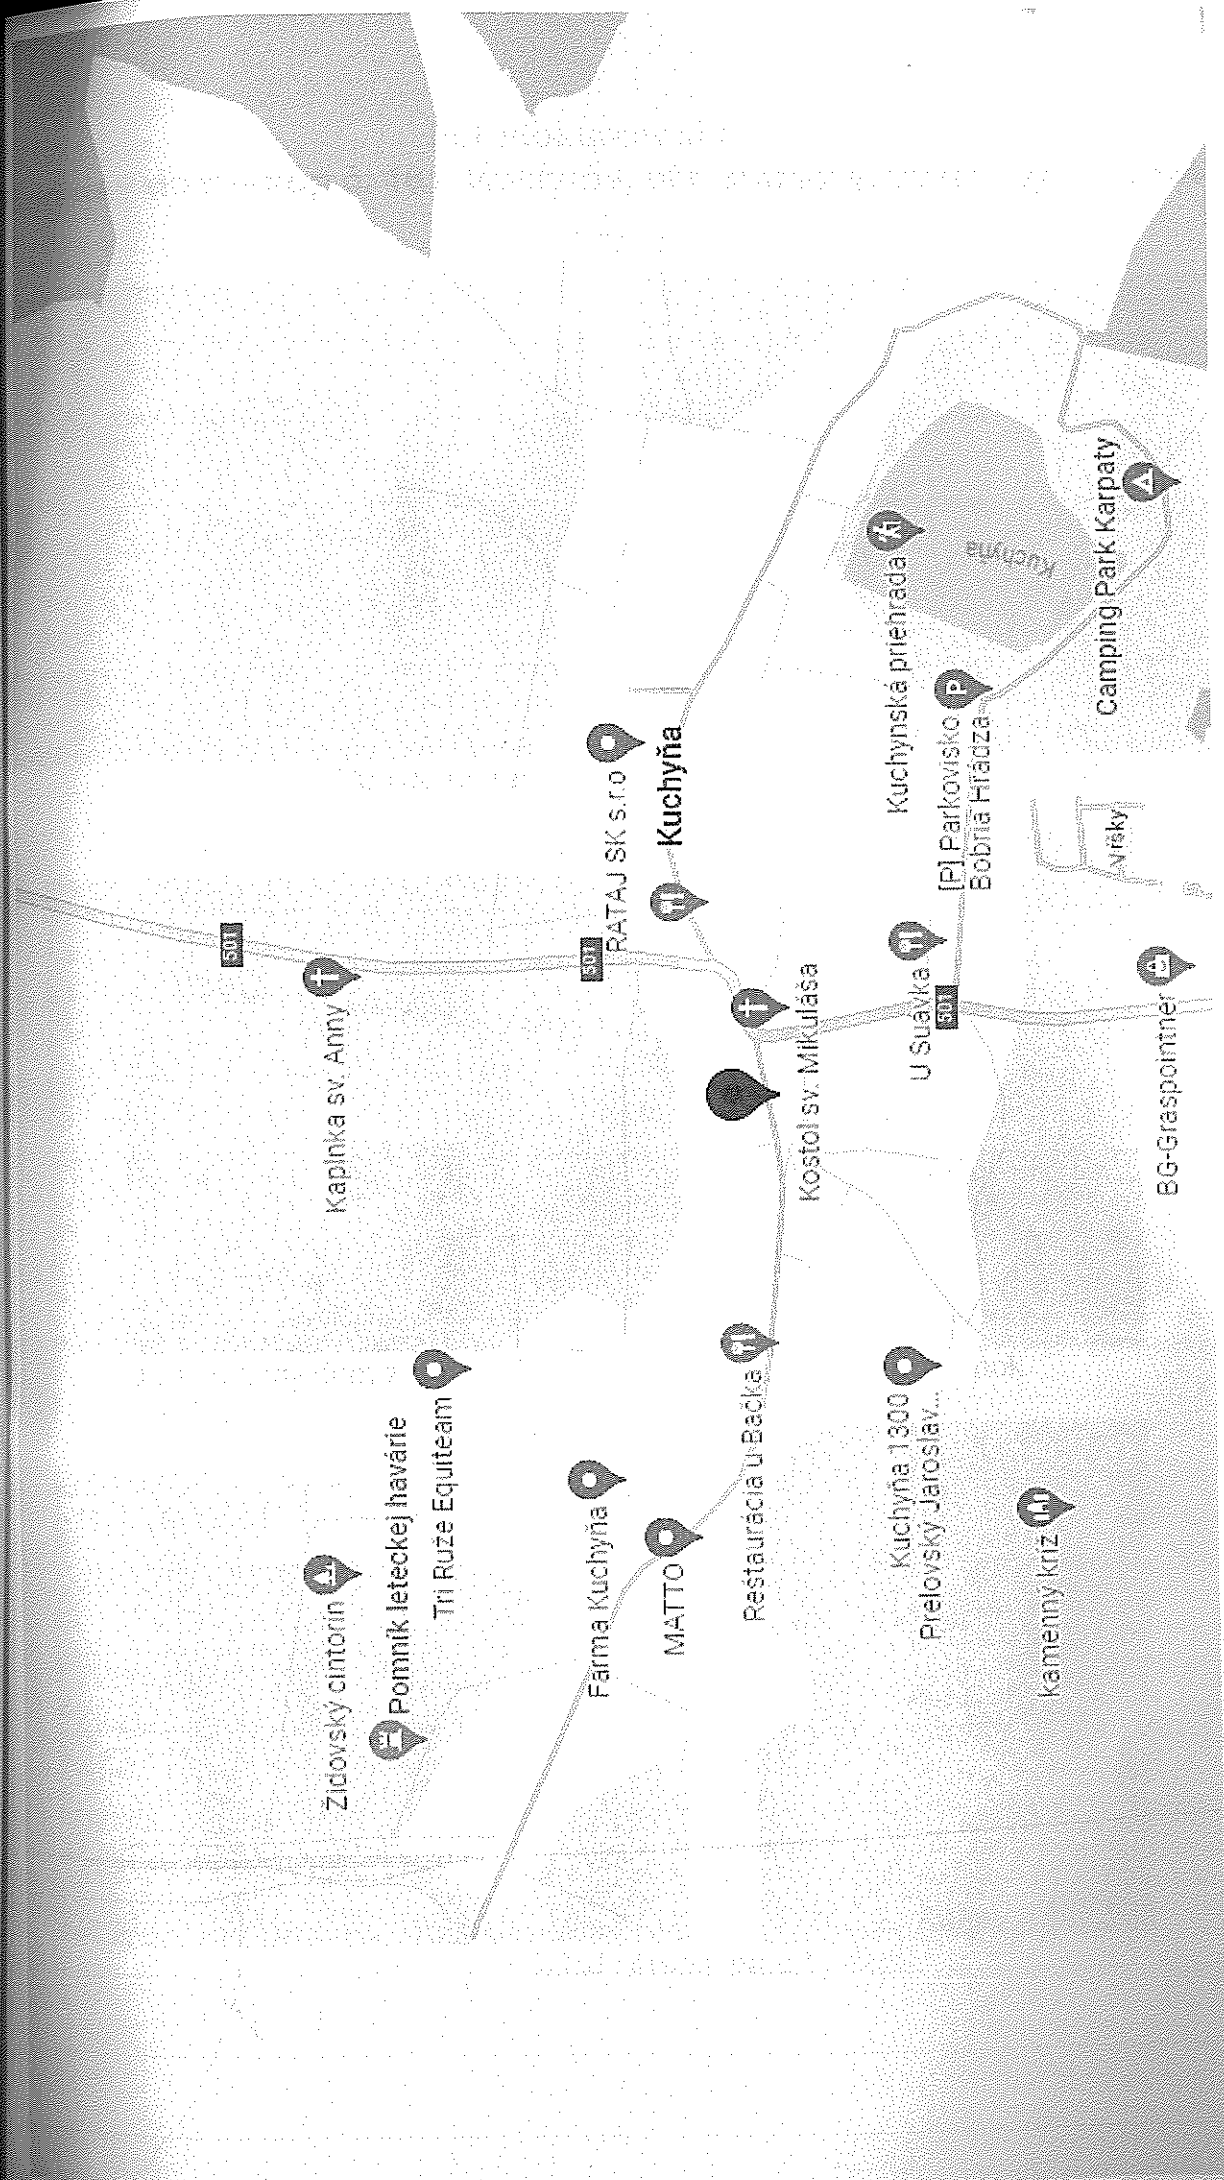 501
Kaplnka sv. Anny
Židovský cintorín
Pomník leteckej havárie
Tri Ruže Equiteam
501
RATAJ SK s.r.o
Farma Kuchyňa
Kuchyňa
MATTO
Reštaurácia u Bačka
Kostol sv. Mikuláša
Kuchynská priehrada
U Suavka
Kuchyňa 1300
Prelovský Jaroslav...
501
[P] Parkovisko
Bobria Hrádza
Kuchyňa
Kamenný kríž
Vŕšky
Camping Park Karpaty
BG-Graspointner